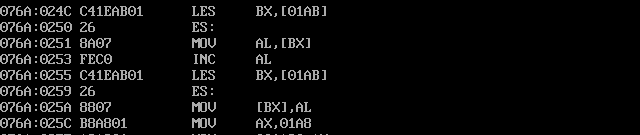 076A:024C C41EAB01 LES BX,[01AB]
076A:0250 26 ES:
076A:0251 8A07 MOV AL,[BX]
076A:0253 FEC0 INC AL
076A:0255 C41EAB01 LES BX,[01AB]
076A:0259 26 ES:
076A:025A 8807 MOV [BX],AL
076A:025C B8A801 MOV AX,01A8